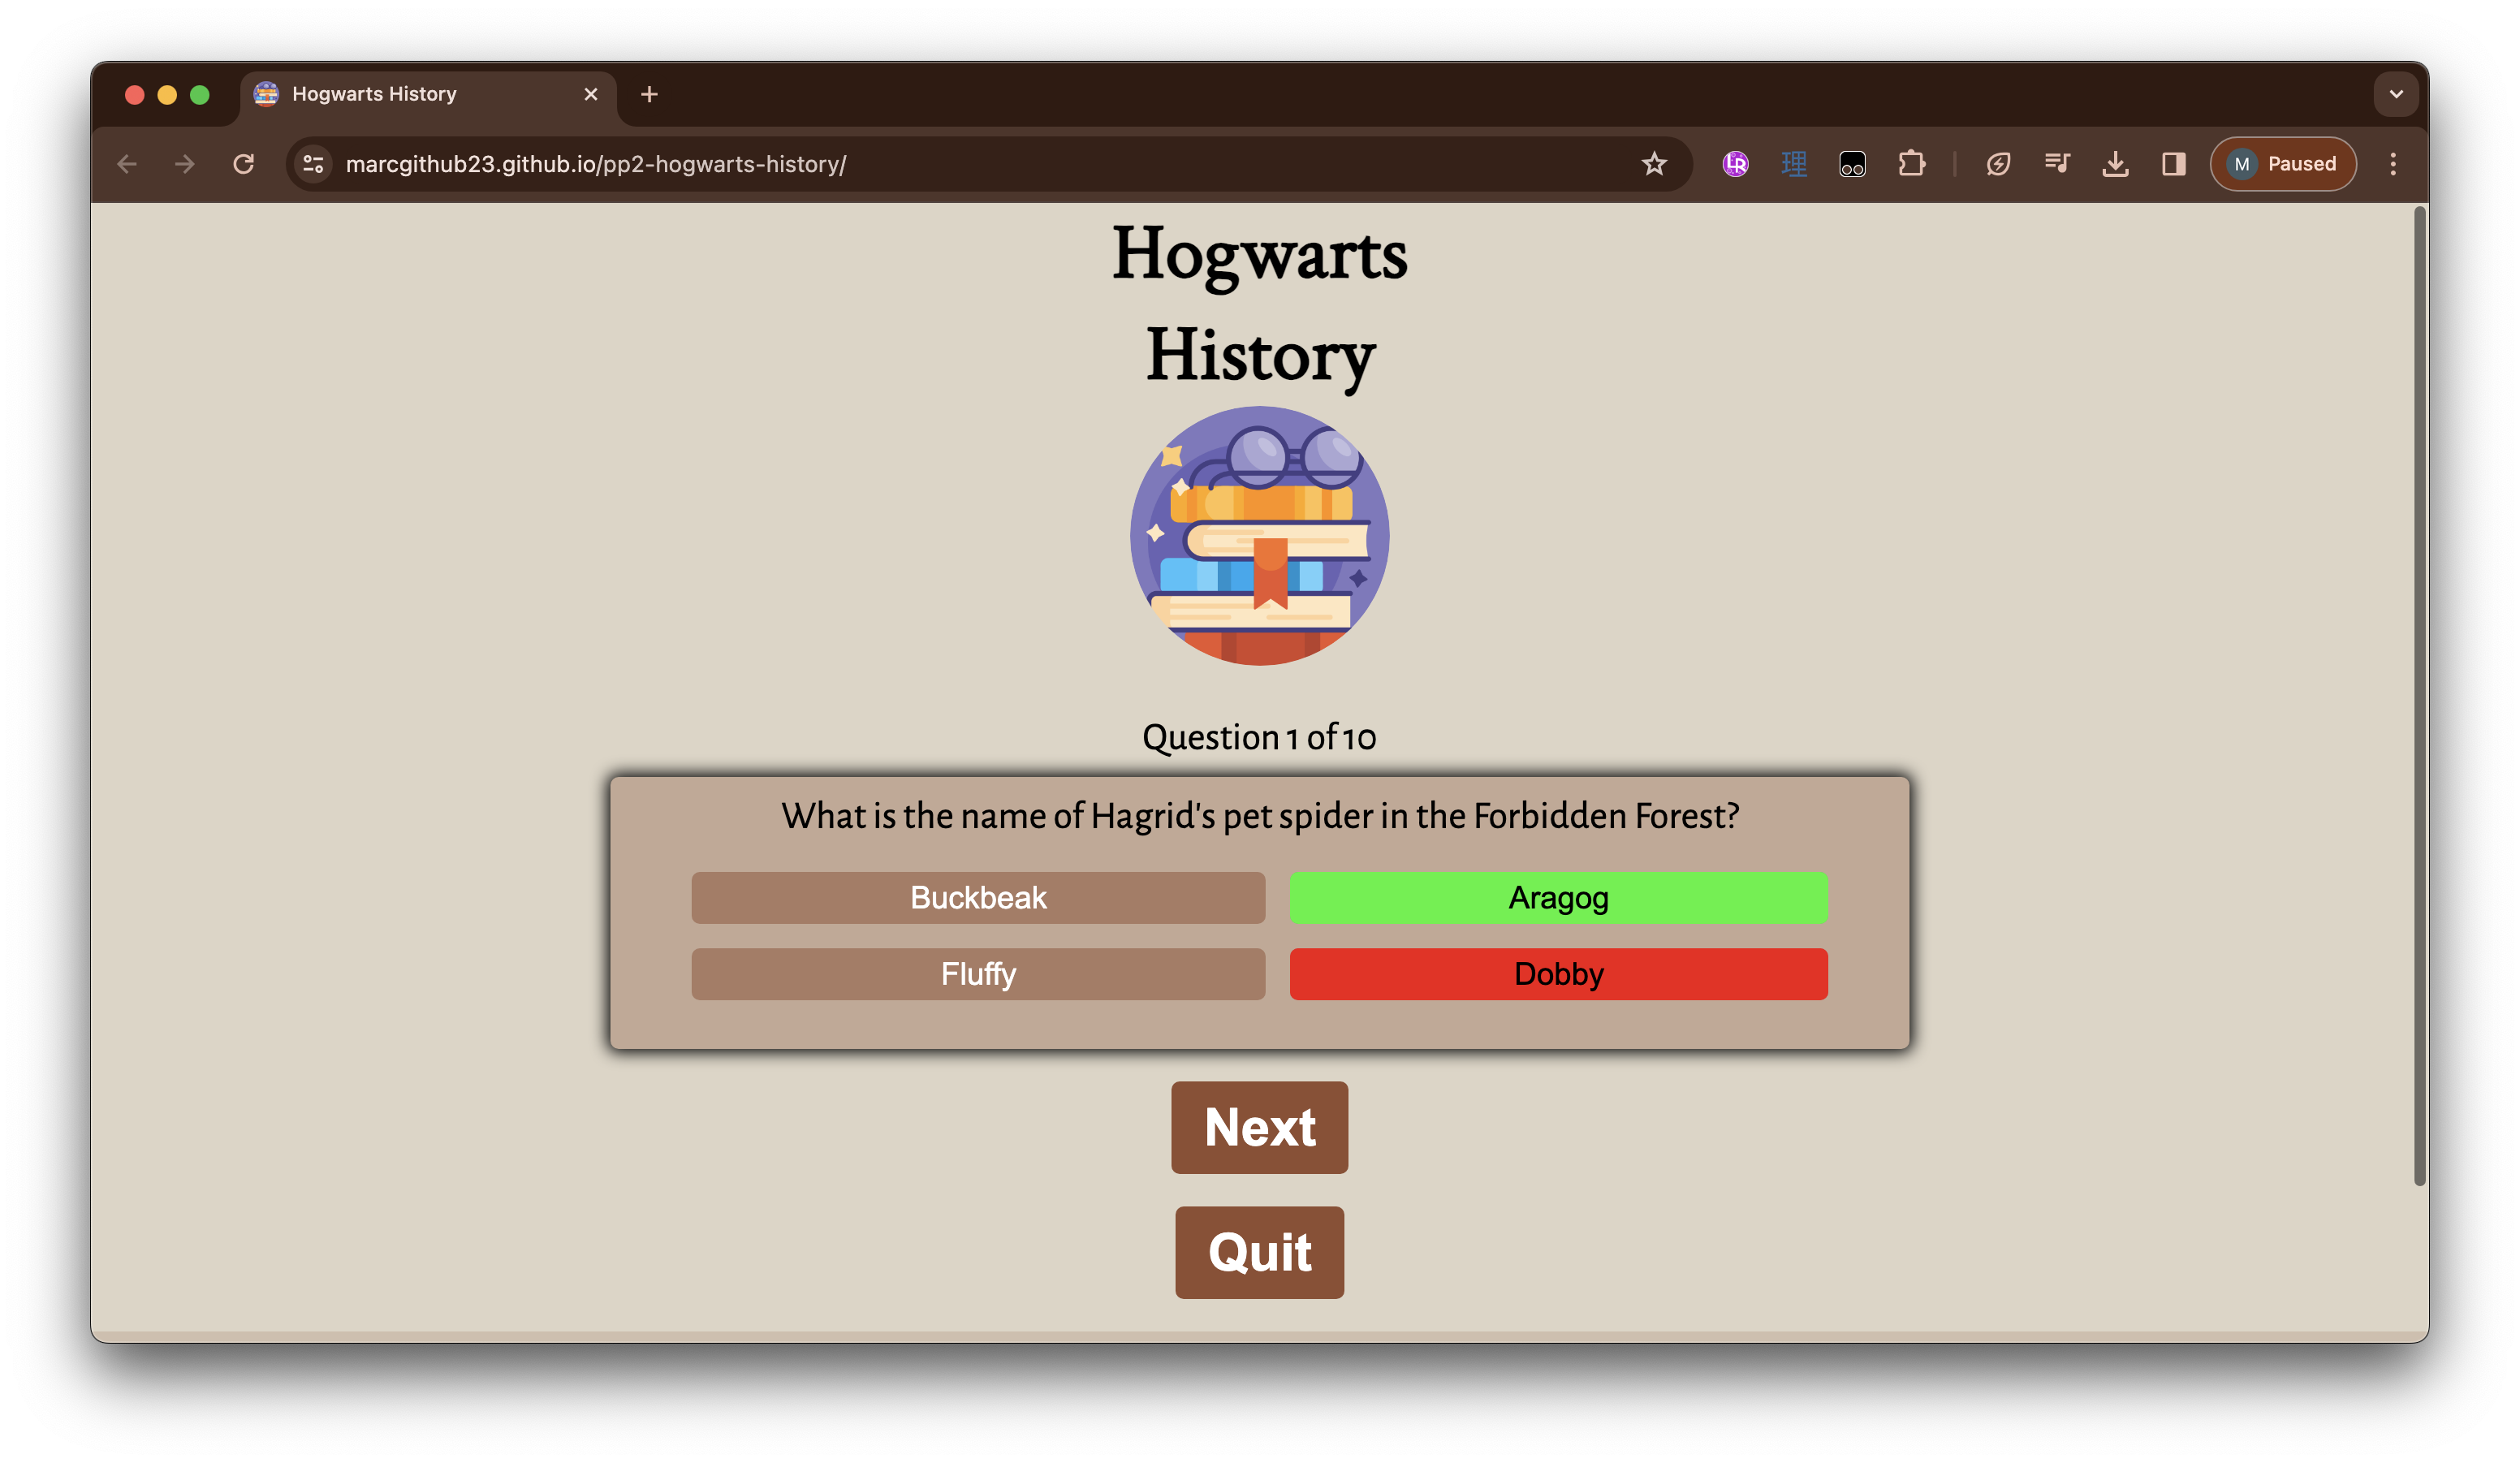 Hogwarts History
marcgithub23.github.io/pp2-hogwarts-history/
理
M Paused
Hogwarts
History
Question 1 of 10
What is the name of Hagrid's pet spider in the Forbidden Forest?
Buckbeak Aragog
Fluffy Dobby
Next
Quit